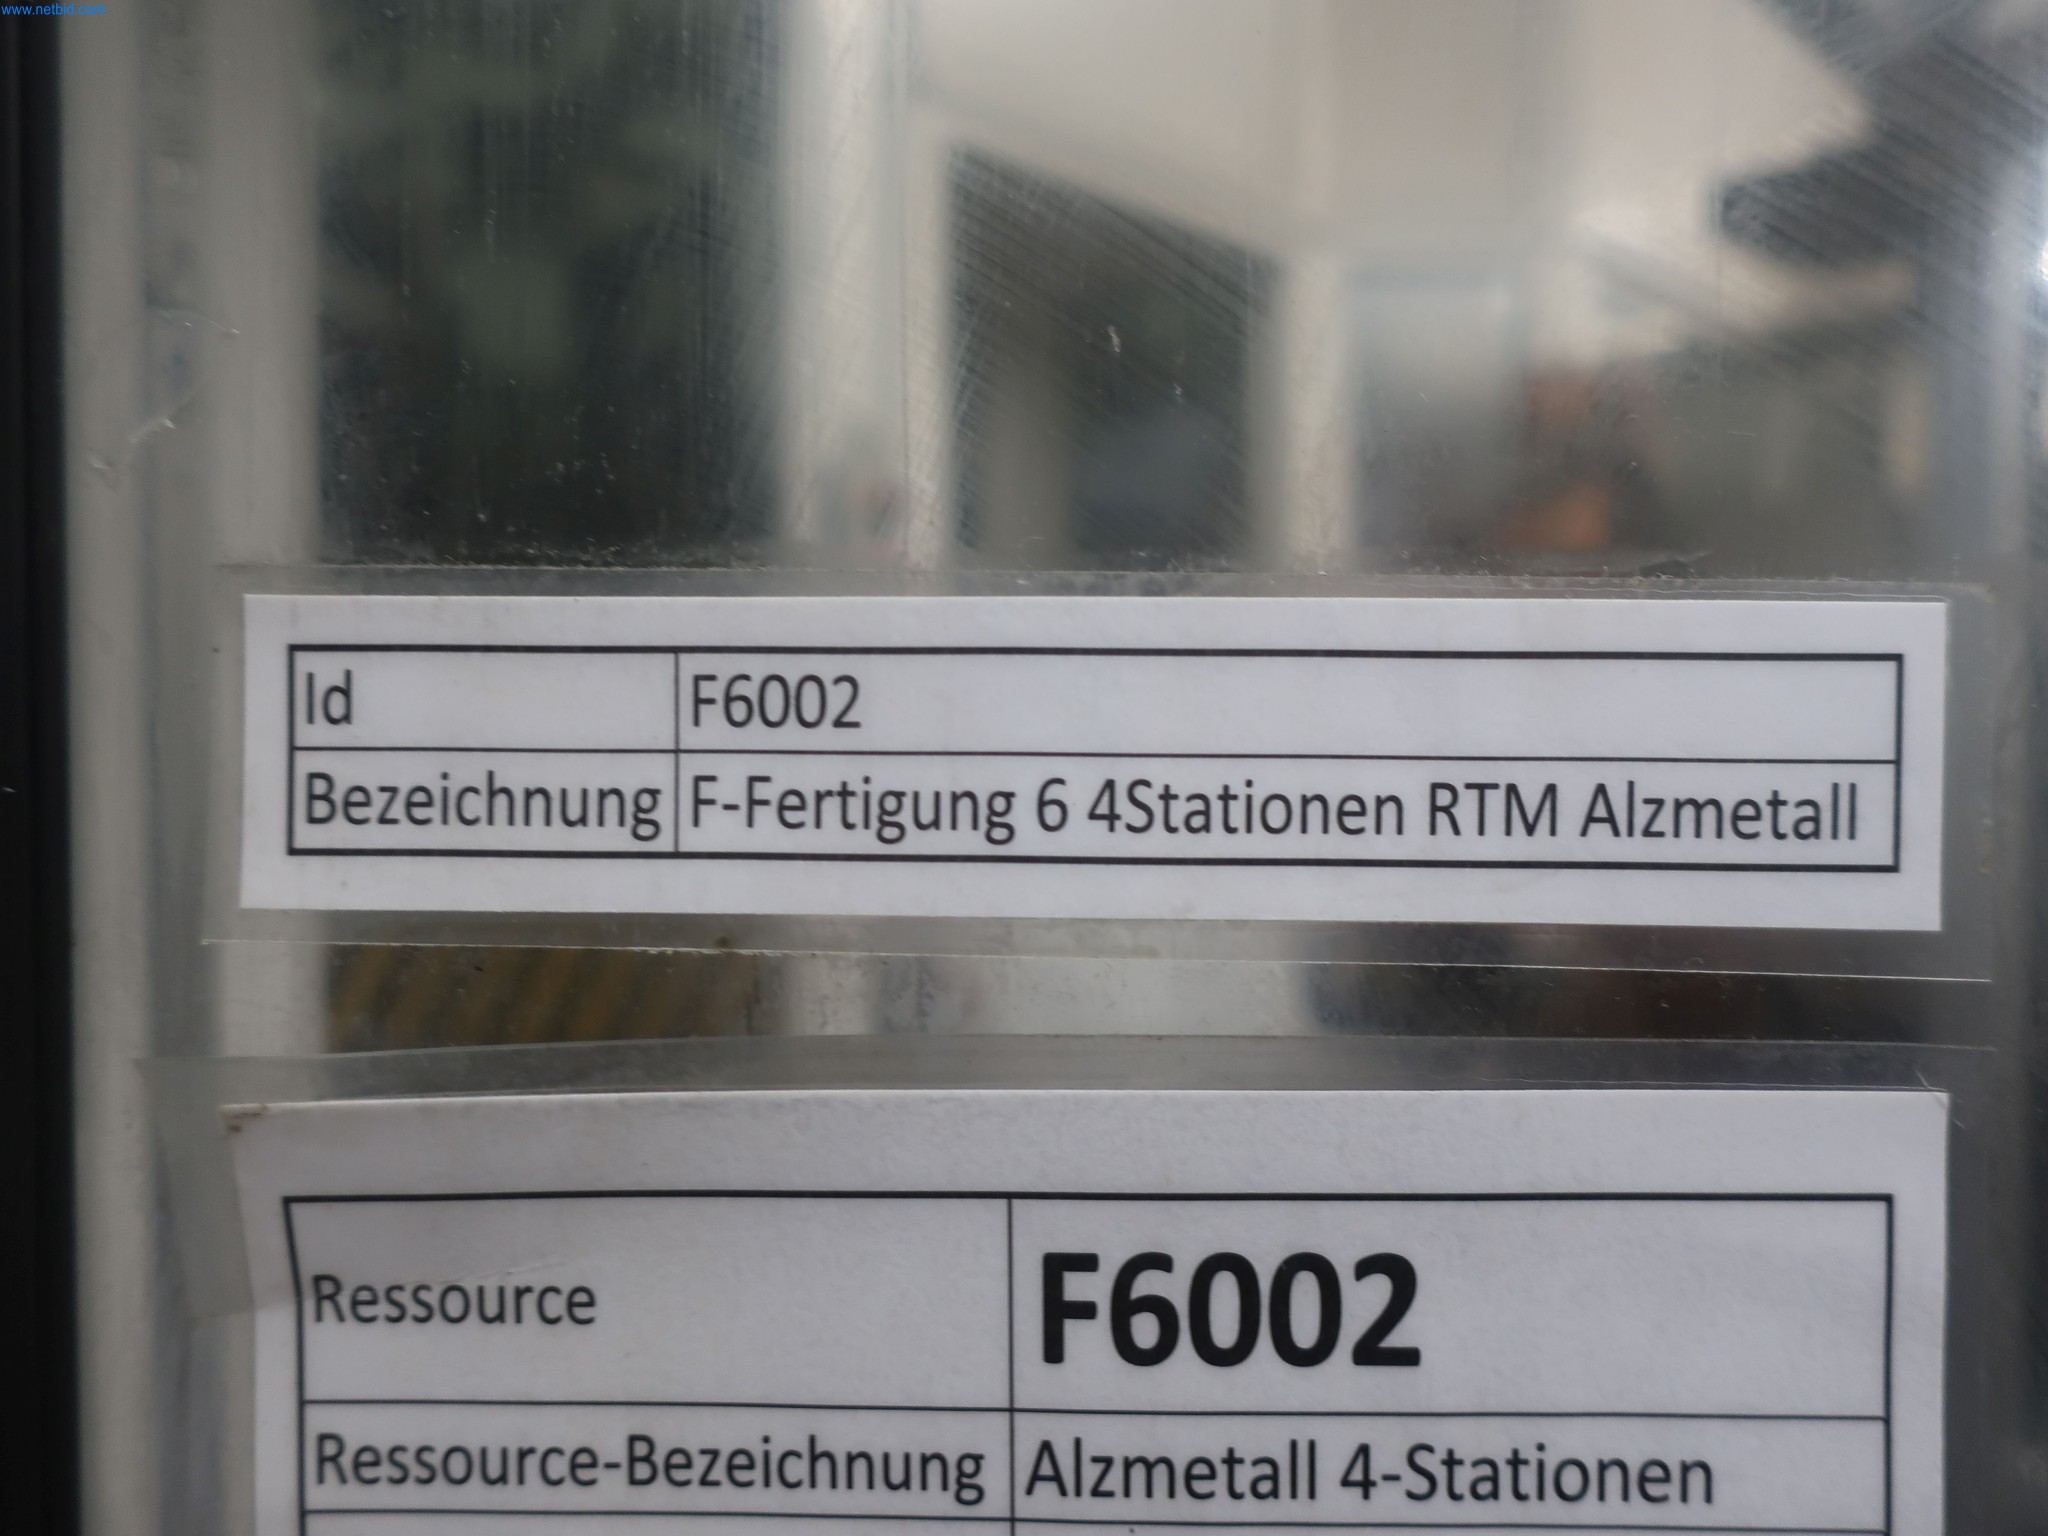 www.netbid.com
Id F6002
Bezeichnung F-Fertigung 6 4Stationen RTM Alzmetall
Ressource F6002
Ressource-Bezeichnung Alzmetall 4-Stationen